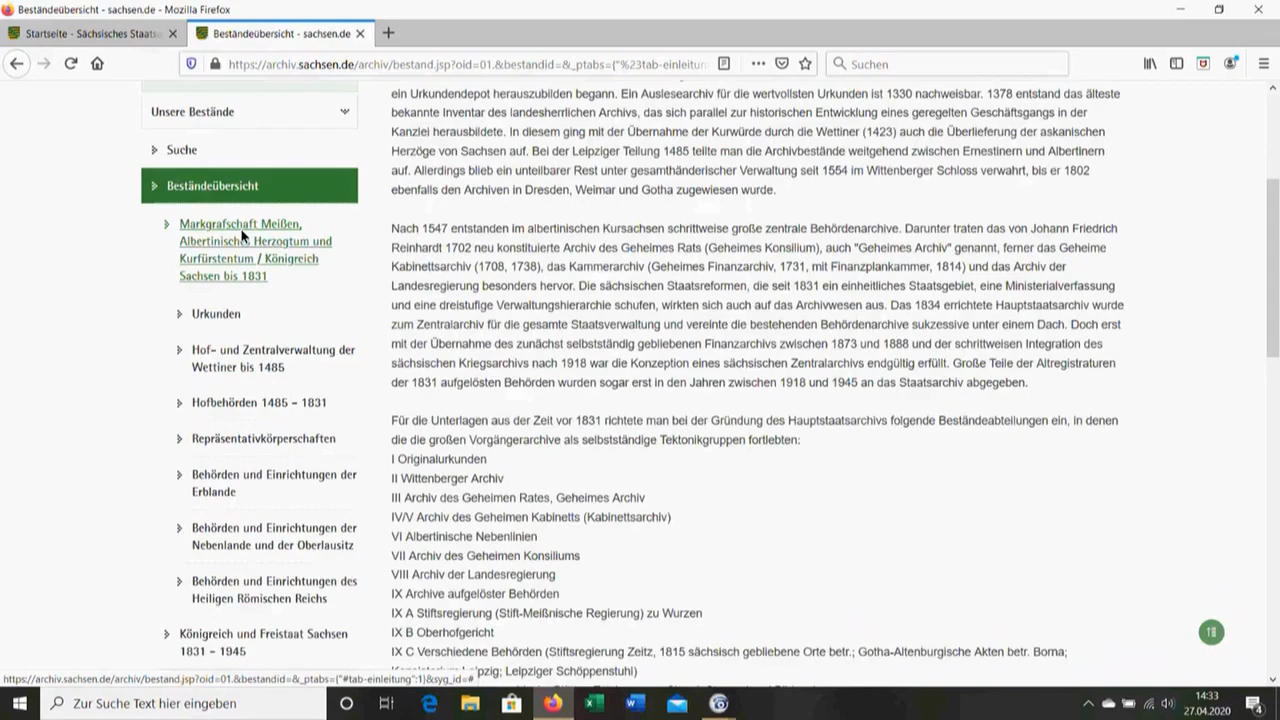 Beständeübersicht - sachsen.de - Mozilla Firefox
Startseite - Sächsisches Staats
Beständeübersicht - sachsen.de
https://archiv.sachsen.de/archiv/bestand.jsp?oid=01.&bestandid=&_ptabs={"%23tab-einleitur
Suchen
Unsere Bestände
Suche
Beständeübersicht
Markgrafschaft Meißen,
Albertinisches Herzogtum und
Kurfürstentum / Königreich
Sachsen bis 1831
Urkunden
Hof- und Zentralverwaltung der
Wettiner bis 1485
Hofbehörden 1485 - 1831
Repräsentativkörperschaften
Behörden und Einrichtungen der
Erblande
Behörden und Einrichtungen der
Nebenlande und der Oberlausitz
Behörden und Einrichtungen des
Heiligen Römischen Reichs
Königreich und Freistaat Sachsen
1831 - 1945
ein Urkundendepot herauszubilden begann. Ein Auslesearchiv für die wertvollsten Urkunden ist 1330 nachweisbar. 1378 entstand das älteste
bekannte Inventar des landesherrlichen Archivs, das sich parallel zur historischen Entwicklung eines geregelten Geschäftsgangs in der
Kanzlei herausbildete. In diesem ging mit der Übernahme der Kurwürde durch die Wettiner (1423) auch die Überlieferung der askanischen
Herzöge von Sachsen auf. Bei der Leipziger Teilung 1485 teilte man die Archivbestände weitgehend zwischen Ernestinern und Albertinern
auf. Allerdings blieb ein unteilbarer Rest unter gesamthänderischer Verwaltung seit 1554 im Wittenberger Schloss verwahrt, bis er 1802
ebenfalls den Archiven in Dresden, Weimar und Gotha zugewiesen wurde.
Nach 1547 entstanden im albertinischen Kursachsen schrittweise große zentrale Behördenarchive. Darunter traten das von Johann Friedrich
Reinhardt 1702 neu konstituierte Archiv des Geheimes Rats (Geheimes Konsilium), auch "Geheimes Archiv" genannt, ferner das Geheime
Kabinettsarchiv (1708, 1738), das Kammerarchiv (Geheimes Finanzarchiv, 1731, mit Finanzplankammer, 1814) und das Archiv der
Landesregierung besonders hervor. Die sächsischen Staatsreformen, die seit 1831 ein einheitliches Staatsgebiet, eine Ministerialverfassung
und eine dreistufige Verwaltungshierarchie schufen, wirkten sich auch auf das Archivwesen aus. Das 1834 errichtete Hauptstaatsarchiv wurde
zum Zentralarchiv für die gesamte Staatsverwaltung und vereinte die bestehenden Behördenarchive sukzessive unter einem Dach. Doch erst
mit der Übernahme des zunächst selbstständig gebliebenen Finanzarchivs zwischen 1873 und 1888 und der schrittweisen Integration des
sächsischen Kriegsarchivs nach 1918 war die Konzeption eines sächsischen Zentralarchivs endgültig erfüllt. Große Teile der Altregistraturen
der 1831 aufgelösten Behörden wurden sogar erst in den Jahren zwischen 1918 und 1945 an das Staatsarchiv abgegeben.
Für die Unterlagen aus der Zeit vor 1831 richtete man bei der Gründung des Hauptstaatsarchivs folgende Beständeabteilungen ein, in denen
die die großen Vorgängerarchive als selbstständige Tektonikgruppen fortlebten:
I Originalurkunden
II Wittenberger Archiv
III Archiv des Geheimen Rates, Geheimes Archiv
IV/V Archiv des Geheimen Kabinetts (Kabinettsarchiv)
VI Albertinische Nebenlinien
VII Archiv des Geheimen Konsiliums
VIII Archiv der Landesregierung
IX Archive aufgelöster Behörden
IX A Stiftsregierung (Stift-Meißnische Regierung) zu Wurzen
IX B Oberhofgericht
IX C Verschiedene Behörden (Stiftsregierung Zeitz, 1815 sächsisch gebliebene Orte betr.; Gotha-Altenburgische Akten betr. Borna;
pzig; Leipziger Schöppenstuhl)
18
https://archiv.sachsen.de/archiv/bestand.jsp?oid=01.&bestandid=&_ptabs={"#tab-einleitung":1}&syg_id=#
Zur Suche Text hier eingeben
14:33
27.04.2020
4